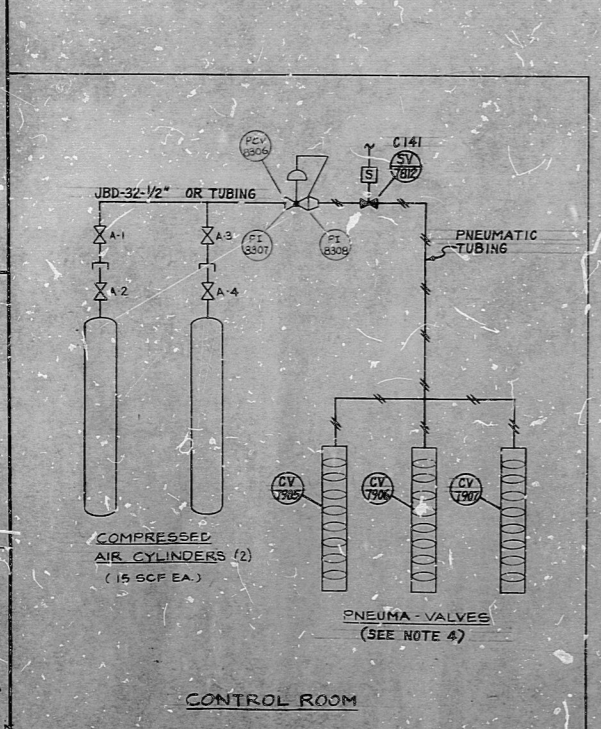 C141
PCV
8306
SV
7812
S
JBD-32-1/2" OR TUBING
A-1
A-3
PI
8307
PI
8308
PNEUMATIC
TUBING
A-2
A-4
CV
7905
CV
7906
CV
7907
COMPRESSED
AIR CYLINDERS (2)
(15 SCF EA.)
PNEUMA-VALVES
(SEE NOTE 4)
CONTROL ROOM